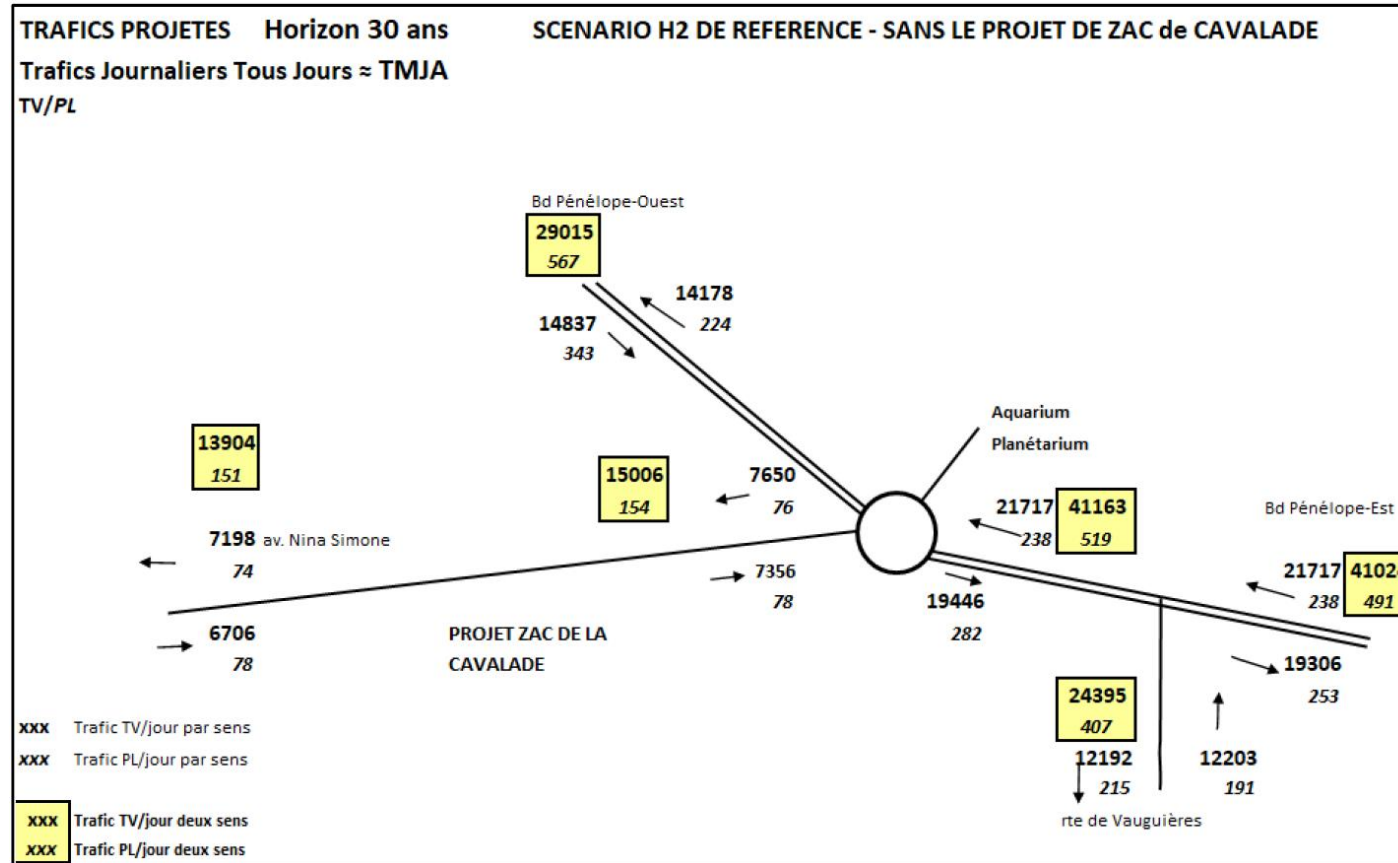 TRAFICS PROJETES Horizon 30 ans SCENARIO H2 DE REFERENCE - SANS LE PROJET DE ZAC de CAVALADE
Trafics Journaliers Tous Jours ≈ TMJA
TV/PL
Bd Pénélope-Ouest
29015
567
14178
224
14837
343
Aquarium
Planétarium
13904
151
15006
154
7650
76
21717
238
41163
519
Bd Pénélope-Est
7198 av. Nina Simone
74
7356
78
19446
282
21717
238
491
6706
78
PROJET ZAC DE LA
CAVALADE
19306
253
24395
407
12192
215
12203
191
rte de Vauguières
xxx Trafic TV/jour par sens
xxx Trafic PL/jour par sens
xxx Trafic TV/jour deux sens
xxx Trafic PL/jour deux sens